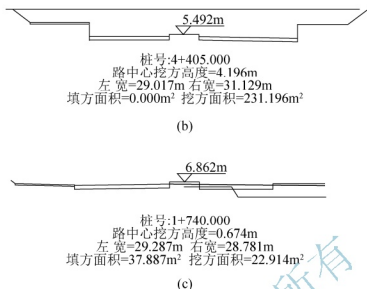 5.492m
桩号:4+405.000
路中心挖方高度=4.196m
左 宽=29.017m 右宽=31.129m
填方面积=0.000m² 挖方面积=231.196m²
(b)
6.862m
桩号:1+740.000
路中心挖方高度=0.674m
左 宽=29.287m 右宽=28.781m
填方面积=37.887m² 挖方面积=22.914m²
(c)
所有